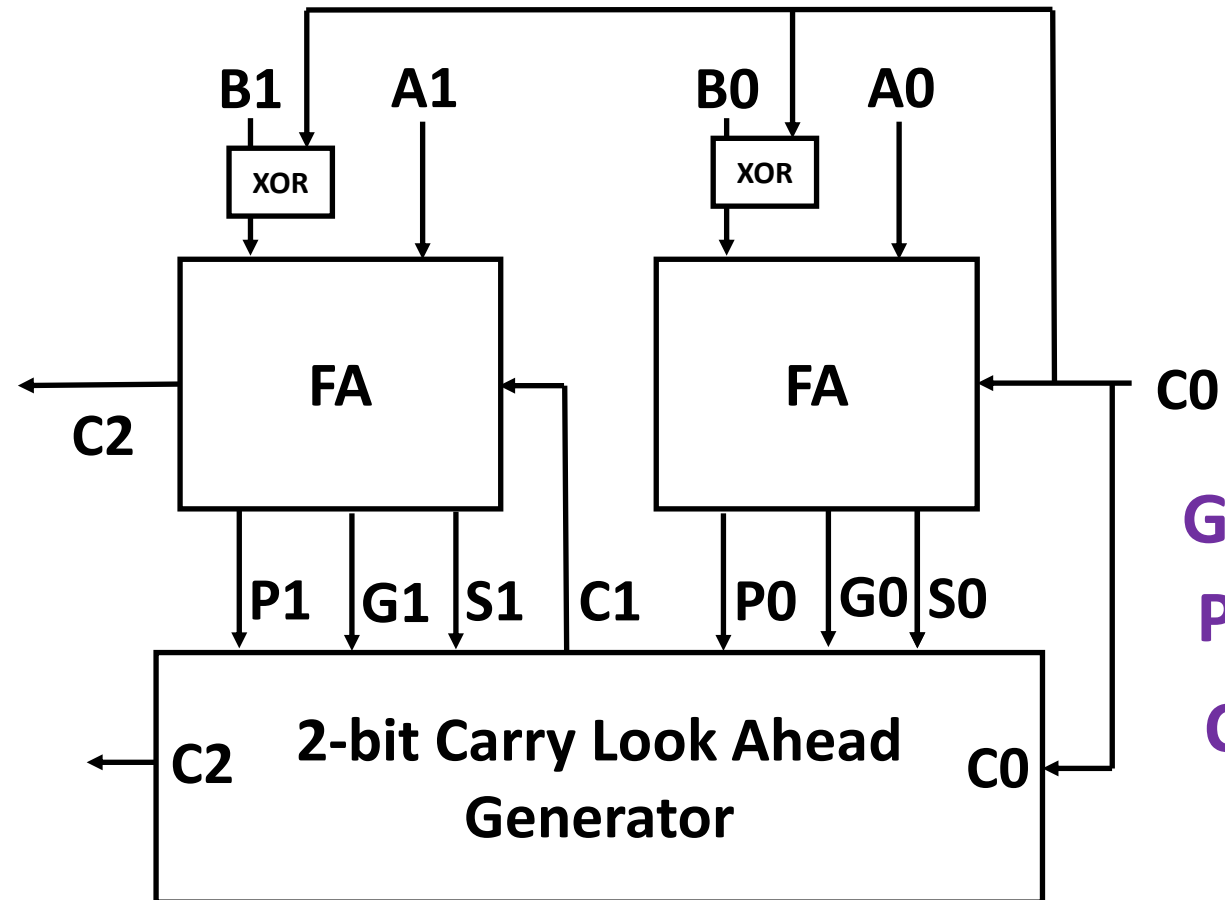 B1
A1
B0
A0
XOR
XOR
FA
FA
C0
C2
G
P
P1
G1
S1
C1
P0
G0
S0
2-bit Carry Look Ahead
Generator
C2
C0